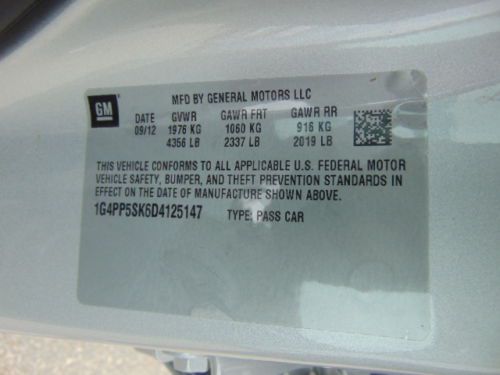 GM
MFD BY GENERAL MOTORS LLC
DATE GVWR GAWR FRT GAWR RR
09/12 1976 KG 1060 KG 916 KG
4356 LB 2337 LB 2019 LB
THIS VEHICLE CONFORMS TO ALL APPLICABLE U.S. FEDERAL MOTOR
VEHICLE SAFETY, BUMPER, AND THEFT PREVENTION STANDARDS IN
EFFECT ON THE DATE OF MANUFACTURE SHOWN ABOVE.
1G4PP5SK6D4125147 TYPE: PASS CAR